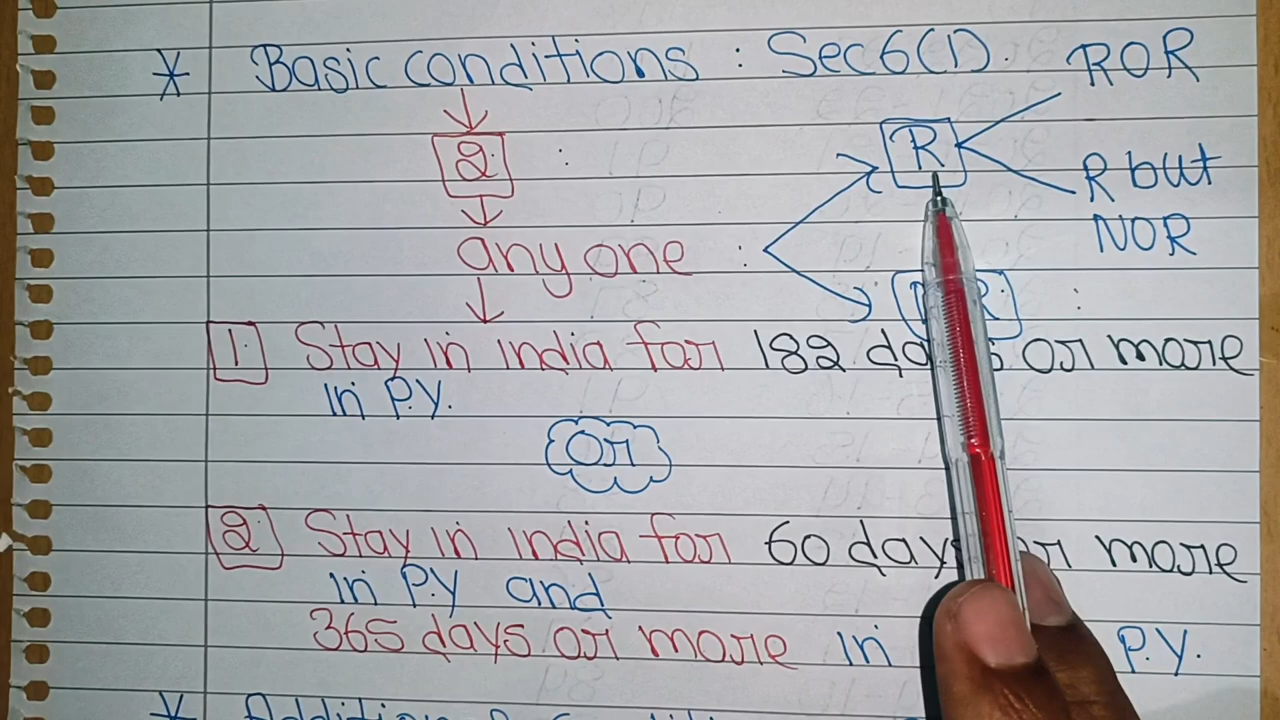 * Basic conditions : Sec 6(1).
ROR
2 :
R
R but
NOR
any one :
1. Stay in india for 182 or more
in P.Y.
or
2. Stay in india for 60 days or more
in P.Y and
365 days or more in P.Y.